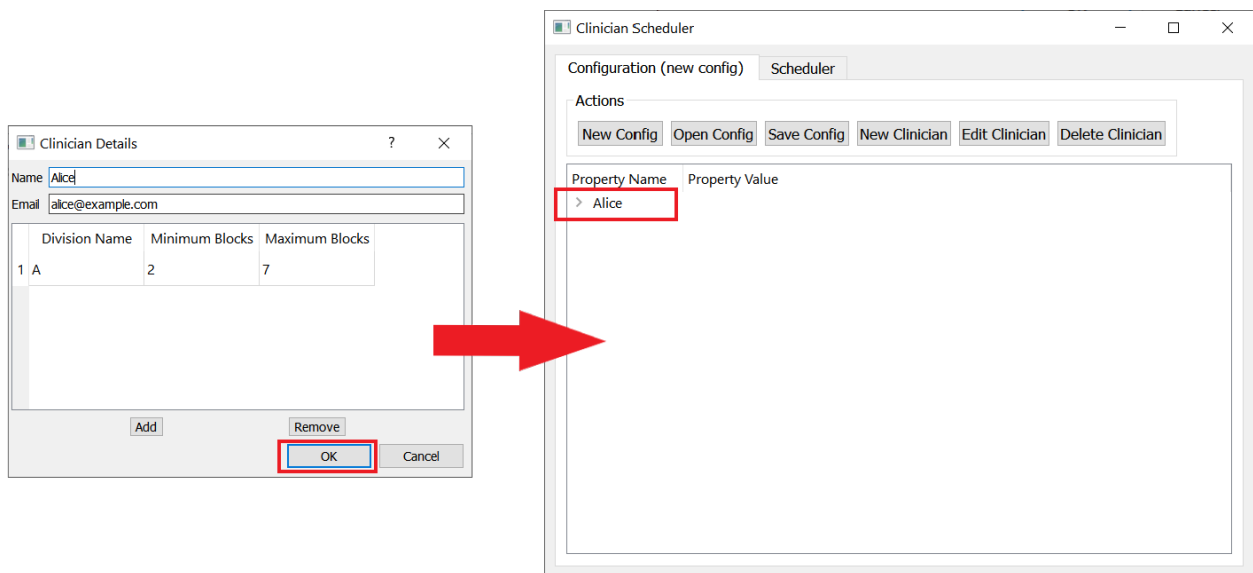 Clinician Details ?
Name Alice
Email alice@example.com
Division Name Minimum Blocks Maximum Blocks
1 A 2 7
Add Remove
OK Cancel
Clinician Scheduler
Configuration (new config) Scheduler
Actions
New Config Open Config Save Config New Clinician Edit Clinician Delete Clinician
Property Name Property Value
Alice